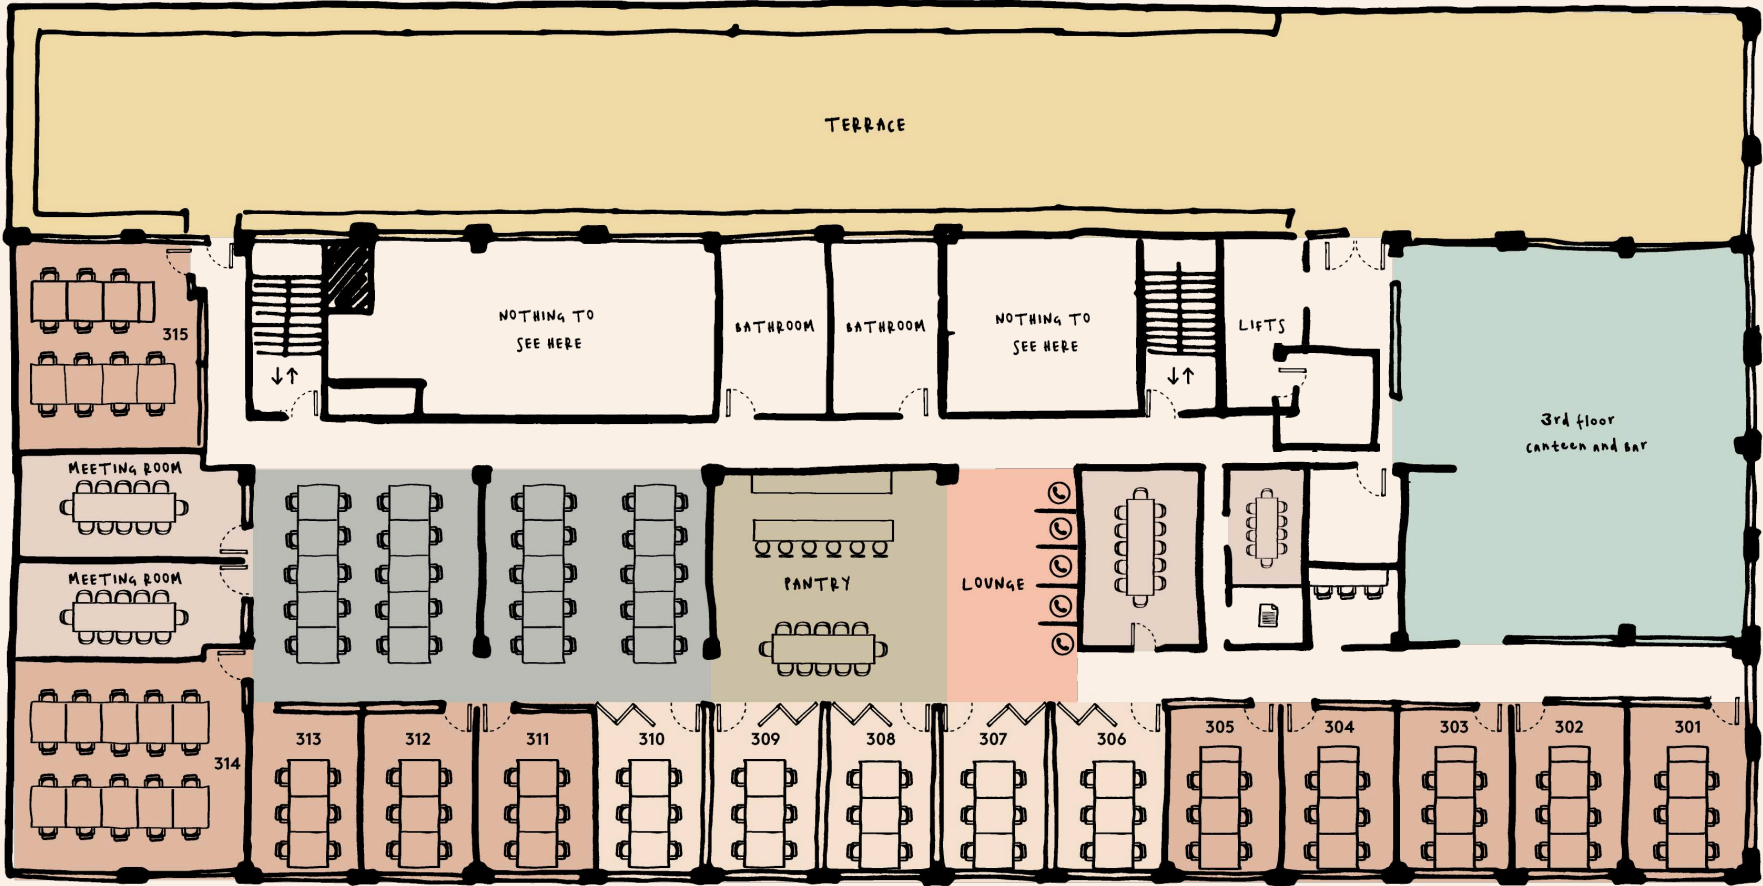 TERRACE
315
NOTHING TO
SEE HERE
BATHROOM
BATHROOM
NOTHING TO
SEE HERE
LIFTS
↓↑
↓↑
3rd floor
canteen and bar
MEETING ROOM
MEETING ROOM
PANTRY
LOUNGE
314
313
312
311
310
309
308
307
306
305
304
303
302
301